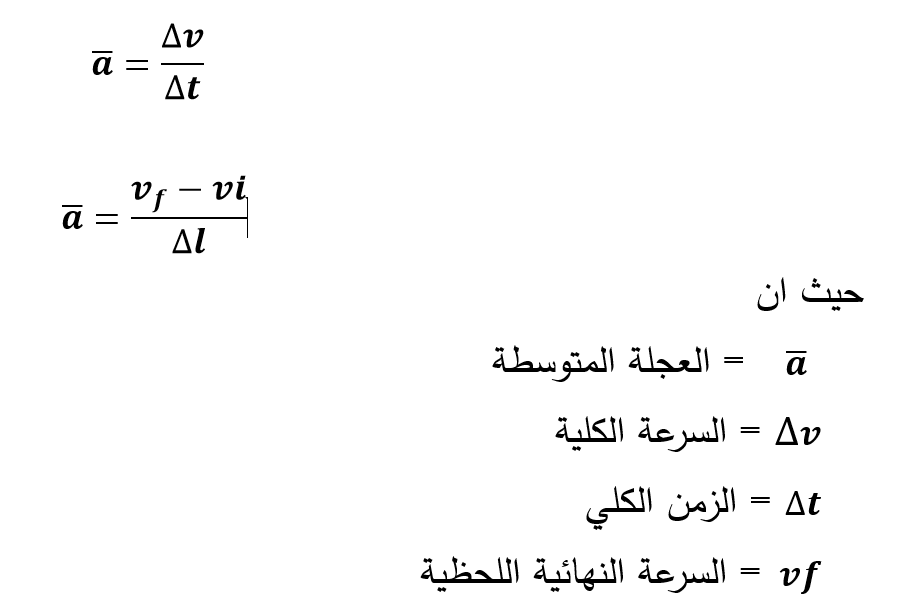 a̅ = Δv / Δt
a̅ = v_f − vi / Δl
حيث ان
a̅ = العجلة المتوسطة
Δv = السرعة الكلية
Δt = الزمن الكلي
vf = السرعة النهائية اللحظية